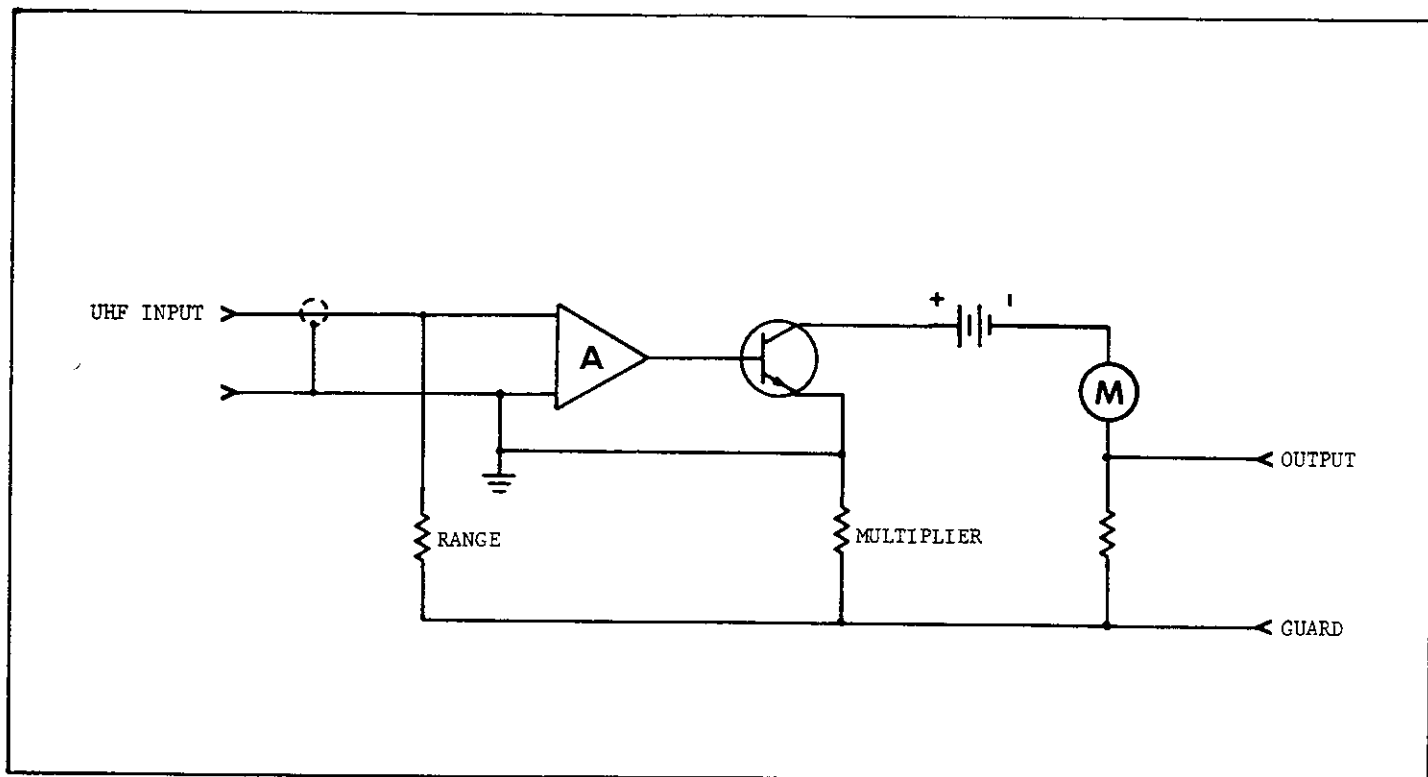 + -
UHF INPUT
A
M
OUTPUT
RANGE
MULTIPLIER
GUARD